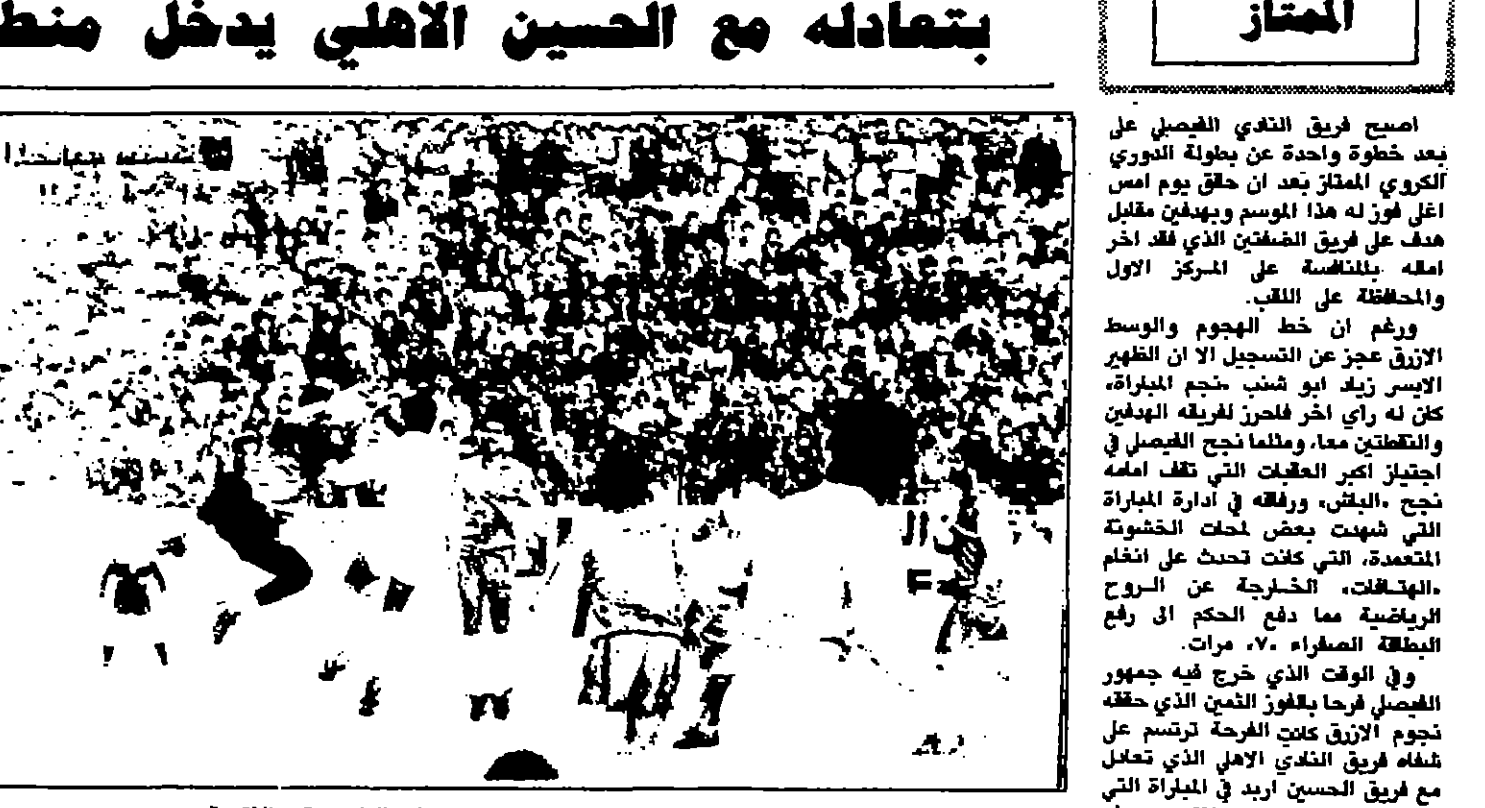 الممتاز
بتعادله مع الحسين الاهلي يدخل
اصبح فريق النادي الفيصلي على
بعد خطوة واحدة عن بطولة الدوري
الكروي الممتاز بعد ان حقق يوم امس
اغلى فوز له هذا الموسم وبهدفين مقابل
هدف على فريق الضفتين الذي فقد اخر
اماله بالمنافسة على المركز الاول
والمحافظة على اللقب.
ورغم ان خط الهجوم والوسط
الازرق عجز عن التسجيل الا ان الظهير
الايسر زياد ابو شنب «نجم المباراة»
كان له راي اخر فاحرز لفريقه الهدفين
والنقطتين معا، ومثلما نجح الفيصلي في
اجتياز اكبر العقبات التي تقف امامه
نجح «الباش» ورفاقه في ادارة المباراة
التي شهدت بعض لمحات الخشونة
المتعمدة، التي كانت تحدث على انغام
«الهتافات» الخارجة عن الروح
الرياضية مما دفع الحكم الى رفع
البطاقة الصفراء «٧» مرات.
وفي الوقت الذي خرج فيه جمهور
الفيصلي فرحا بالفوز الثمين الذي حققه
نجوم الازرق كانت الفرحة ترتسم على
شفاه فريق النادي الاهلي الذي تعادل
مع فريق الحسين اربد في المباراة التي